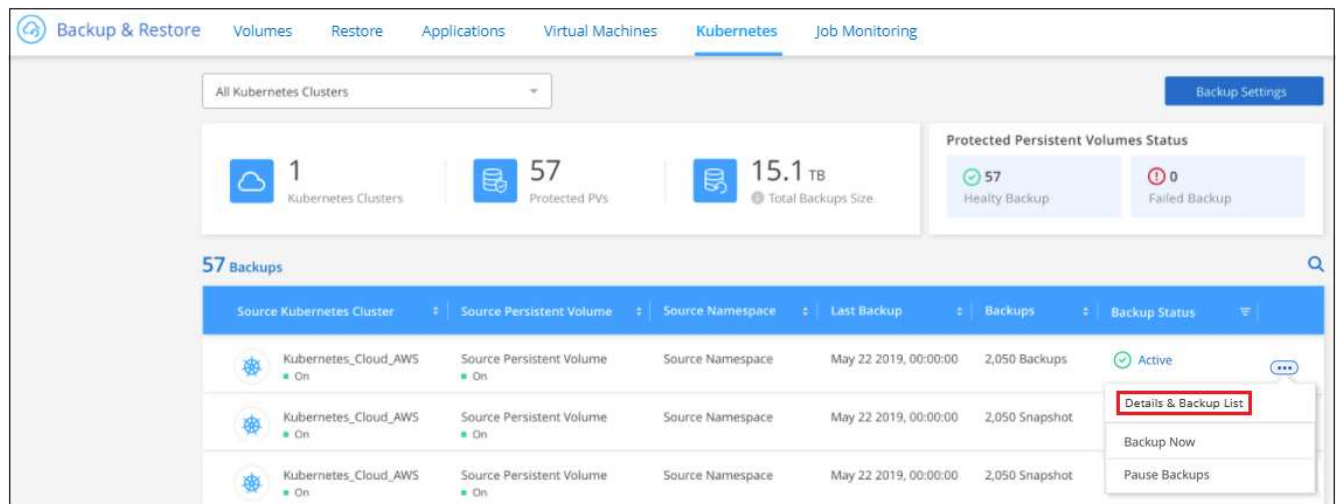 Backup & Restore Volumes Restore Applications Virtual Machines Kubernetes Job Monitoring
All Kubernetes Clusters Backup Settings
1 Kubernetes Clusters
57 Protected PVs
15.1 TB Total Backups Size
Protected Persistent Volumes Status
57 Healty Backup
0 Failed Backup
57 Backups
Source Kubernetes Cluster Source Persistent Volume Source Namespace Last Backup Backups Backup Status
Kubernetes_Cloud_AWS Source Persistent Volume Source Namespace May 22 2019, 00:00:00 2,050 Backups Active
On On
Details & Backup List
Kubernetes_Cloud_AWS Source Persistent Volume Source Namespace May 22 2019, 00:00:00 2,050 Snapshot
On On
Backup Now
Kubernetes_Cloud_AWS Source Persistent Volume Source Namespace May 22 2019, 00:00:00 2,050 Snapshot
Pause Backups
On On